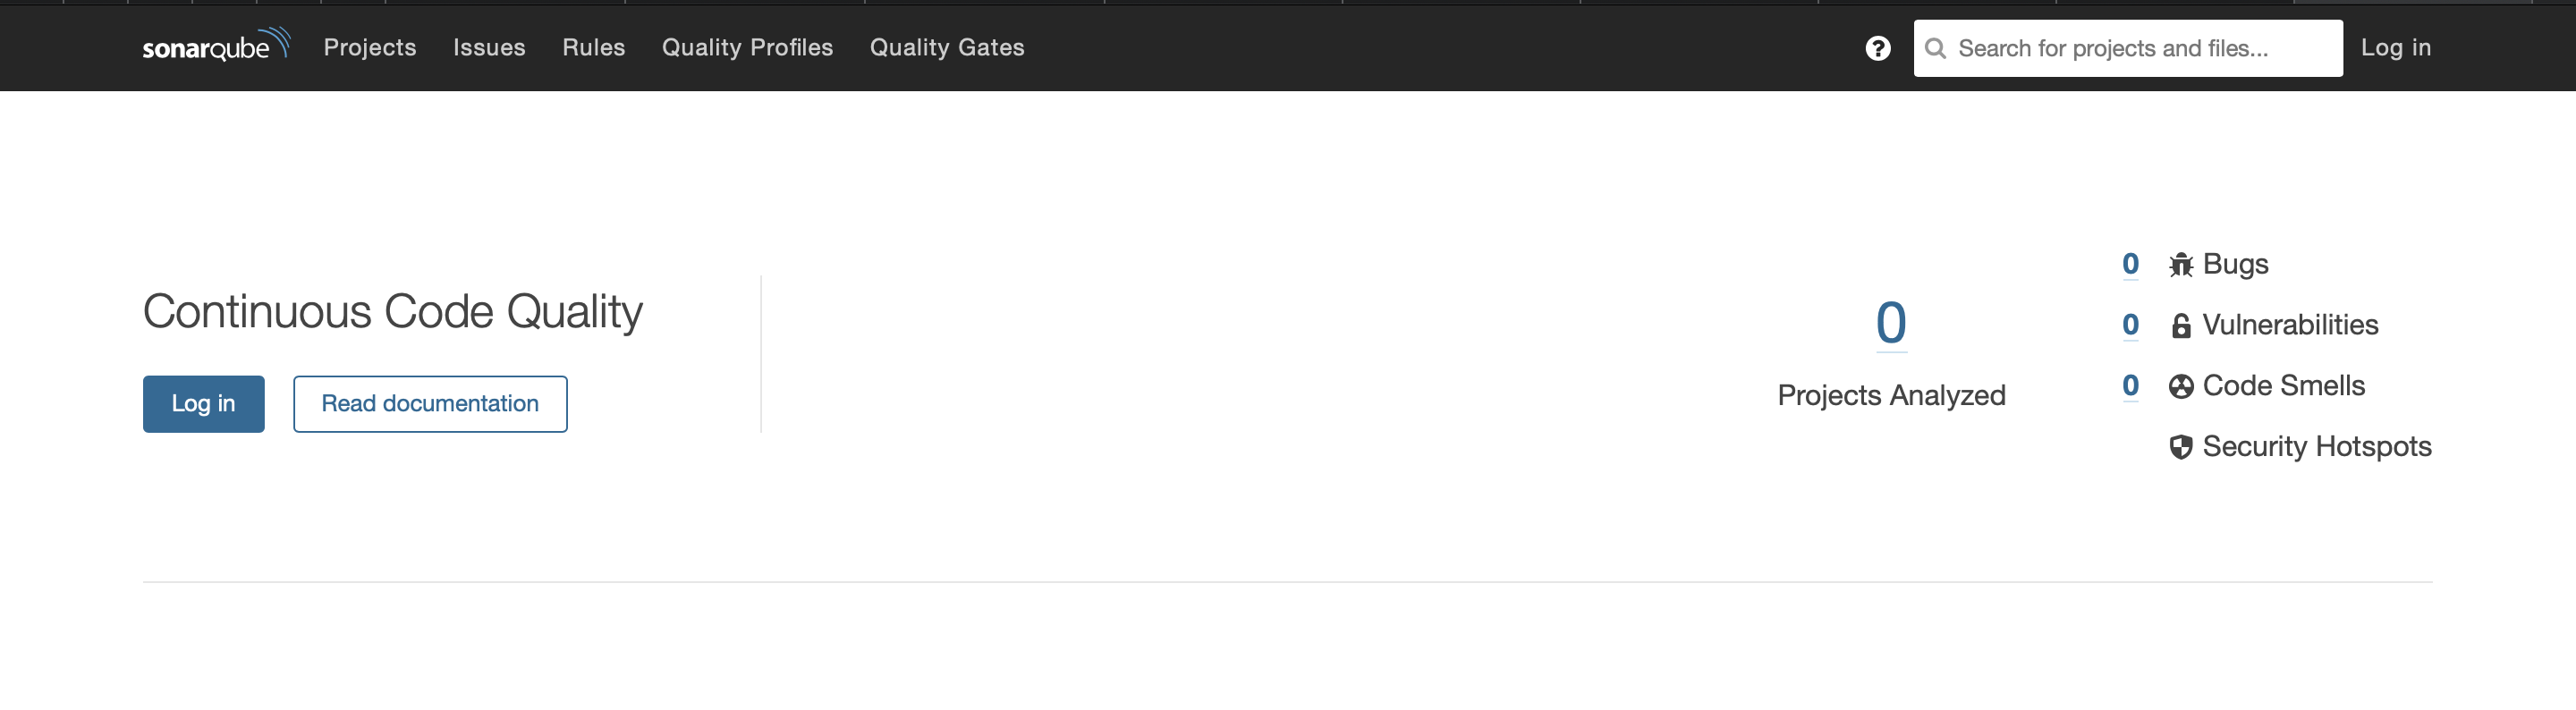 sonarqube Projects Issues Rules Quality Profiles Quality Gates ? Search for projects and files... Log in
Continuous Code Quality
Log in Read documentation
0
Projects Analyzed
0 Bugs
0 Vulnerabilities
0 Code Smells
Security Hotspots